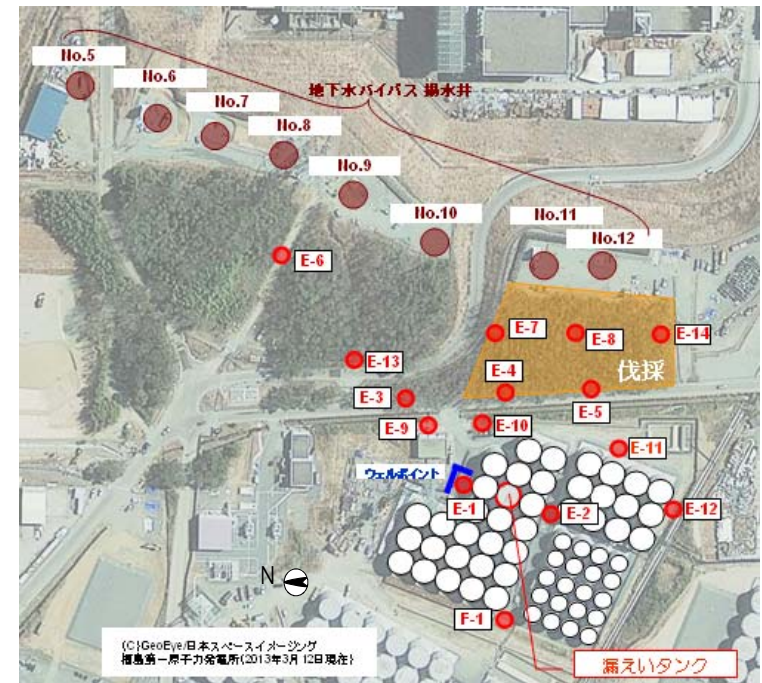 No.5
No.6
No.7
No.8
地下水バイパス 揚水井
No.9
No.10
No.11
No.12
E-6
E-7
E-8
E-14
E-13
E-4
伐採
E-3
E-5
E-9
E-10
E-11
ウェルポイント
E-1
E-2
E-12
N
F-1
(C)GeoEye/日本スペースイメージング
福島第一原子力発電所(2013年3月12日現在)
漏えいタンク